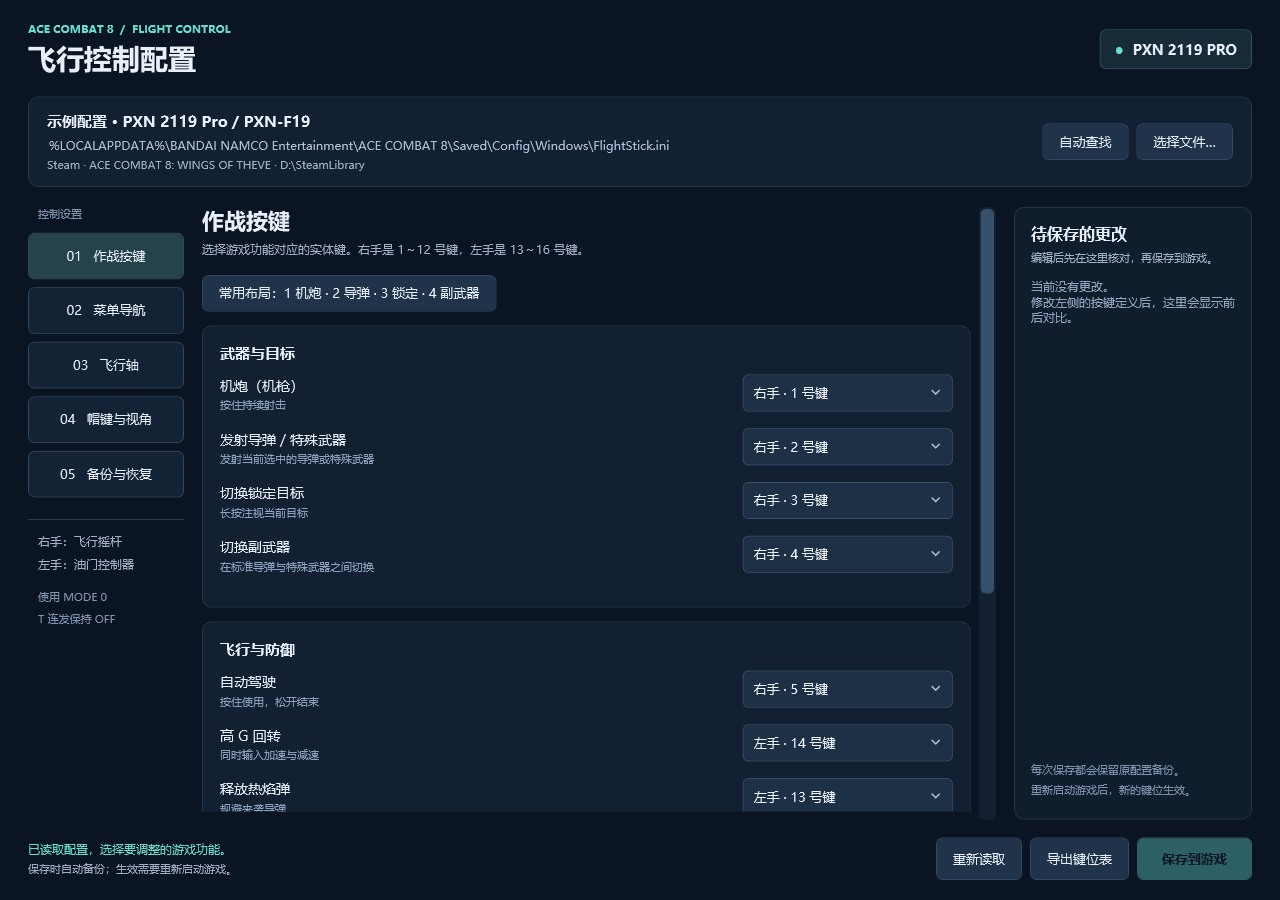 ACE COMBAT 8 / FLIGHT CONTROL
飞行控制配置
PXN 2119 PRO
示例配置 • PXN 2119 Pro / PXN-F19
%LOCALAPPDATA%\BANDAI NAMCO Entertainment\ACE COMBAT 8\Saved\Config\Windows\FlightStick.ini
Steam · ACE COMBAT 8: WINGS OF THEVE · D:\SteamLibrary
自动查找
选择文件...
控制设置
01 作战按键
02 菜单导航
03 飞行轴
04 帽键与视角
05 备份与恢复
右手：飞行摇杆
左手：油门控制器
使用 MODE 0
T 连发保持 OFF
作战按键
选择游戏功能对应的实体键。右手是 1～12 号键，左手是 13～16 号键。
常用布局：1 机炮 · 2 导弹 · 3 锁定 · 4 副武器
武器与目标
机炮（机枪）
按住持续射击
右手 · 1 号键
发射导弹 / 特殊武器
发射当前选中的导弹或特殊武器
右手 · 2 号键
切换锁定目标
长按注视当前目标
右手 · 3 号键
切换副武器
在标准导弹与特殊武器之间切换
右手 · 4 号键
飞行与防御
自动驾驶
按住使用，松开结束
右手 · 5 号键
高 G 回转
同时输入加速与减速
左手 · 14 号键
释放热焰弹
规避来袭导弹
左手 · 13 号键
待保存的更改
编辑后先在这里核对，再保存到游戏。
当前没有更改。
修改左侧的按键定义后，这里会显示前
后对比。
每次保存都会保留原配置备份。
重新启动游戏后，新的键位生效。
已读取配置，选择要调整的游戏功能。
保存时自动备份；生效需要重新启动游戏。
重新读取
导出键位表
保存到游戏